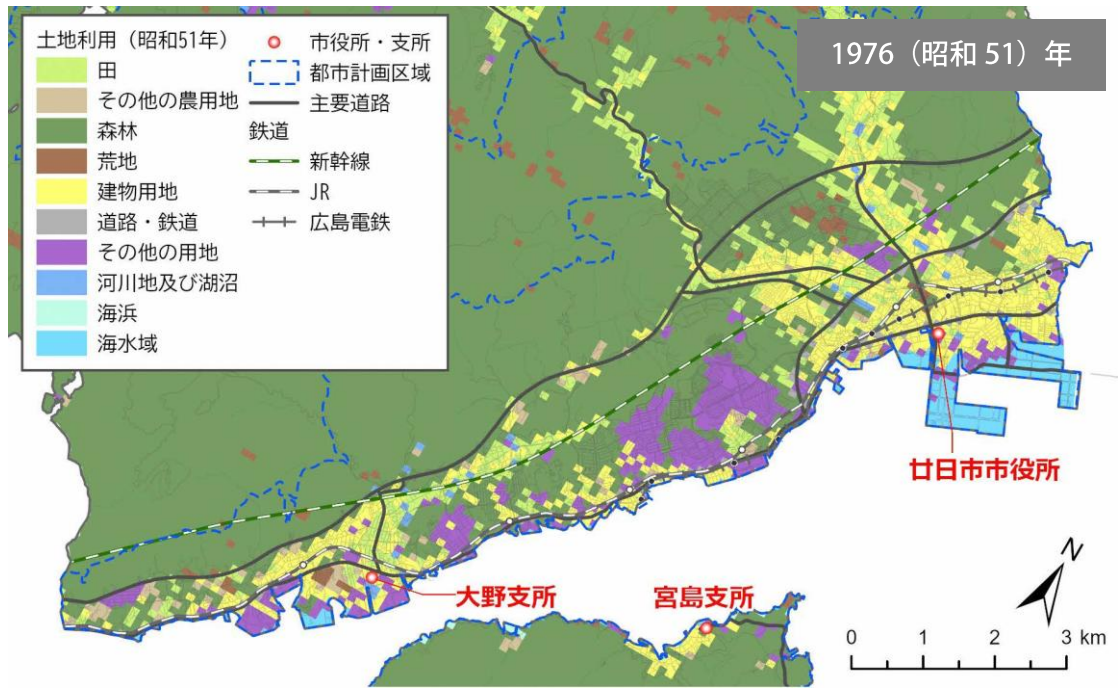 土地利用（昭和51年）
田
その他の農用地
森林
荒地
建物用地
道路・鉄道
その他の用地
河川地及び湖沼
海浜
海水域
市役所・支所
都市計画区域
主要道路
鉄道
新幹線
JR
広島電鉄
1976（昭和 51）年
廿日市市役所
大野支所
宮島支所
N
0 1 2 3 km